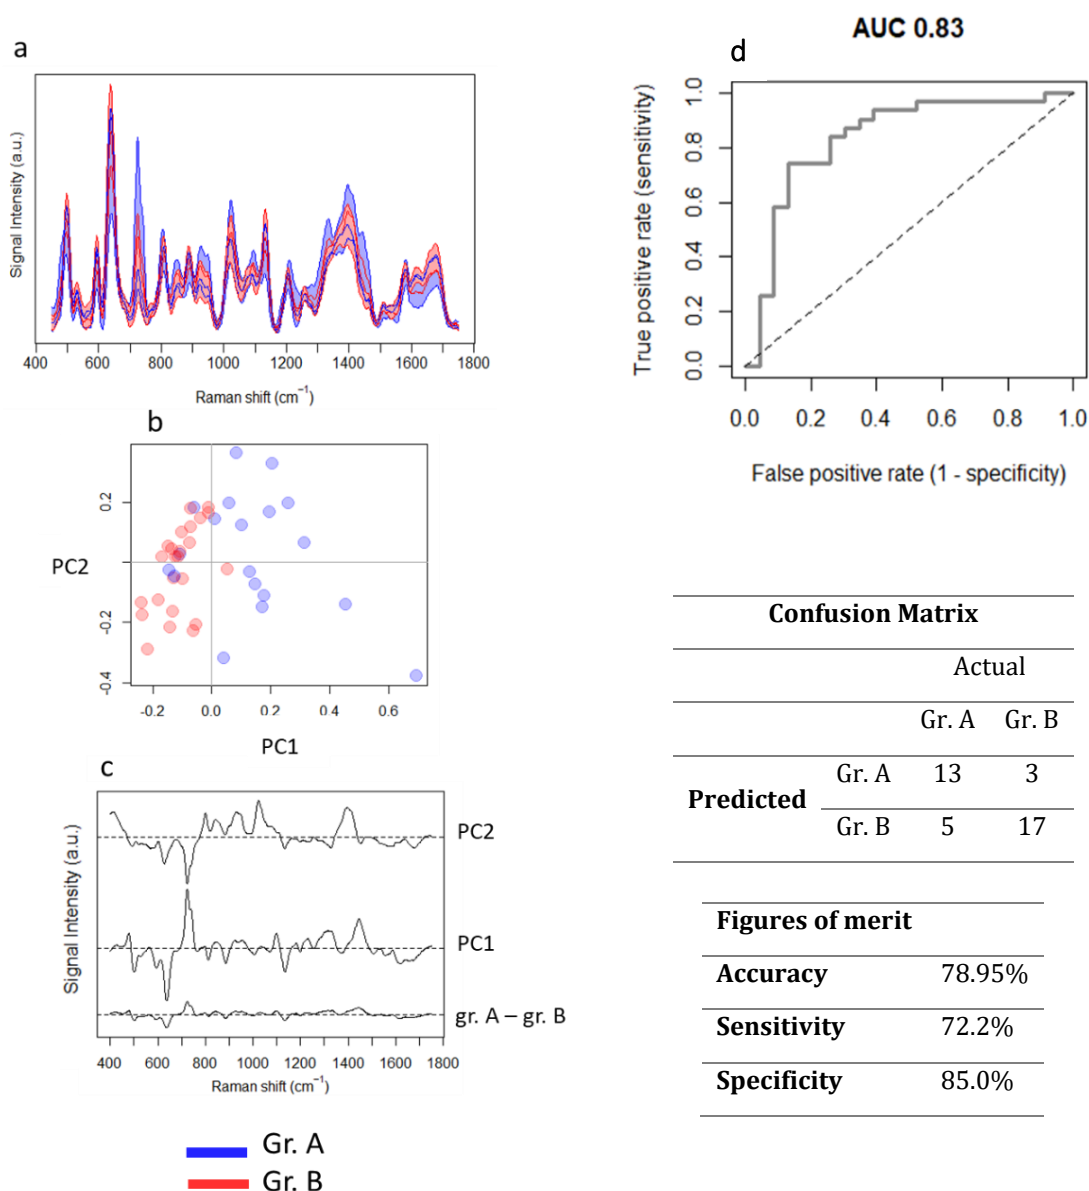 a
Signal Intensity (a.u.)
400 600 800 1000 1200 1400 1600 1800
Raman shift (cm⁻¹)
b
PC2
0.2
-0.2
-0.4
-0.2 0.0 0.2 0.4 0.6
PC1
c
Signal Intensity (a.u.)
PC2
PC1
gr. A – gr. B
400 600 800 1000 1200 1400 1600 1800
Raman shift (cm⁻¹)
Gr. A
Gr. B
AUC 0.83
d
True positive rate (sensitivity)
1.0
0.8
0.6
0.4
0.2
0.0
0.0 0.2 0.4 0.6 0.8 1.0
False positive rate (1 - specificity)
Confusion Matrix
Actual
Gr. A Gr. B
Predicted
Gr. A 13 3
Gr. B 5 17
Figures of merit
Accuracy 78.95%
Sensitivity 72.2%
Specificity 85.0%